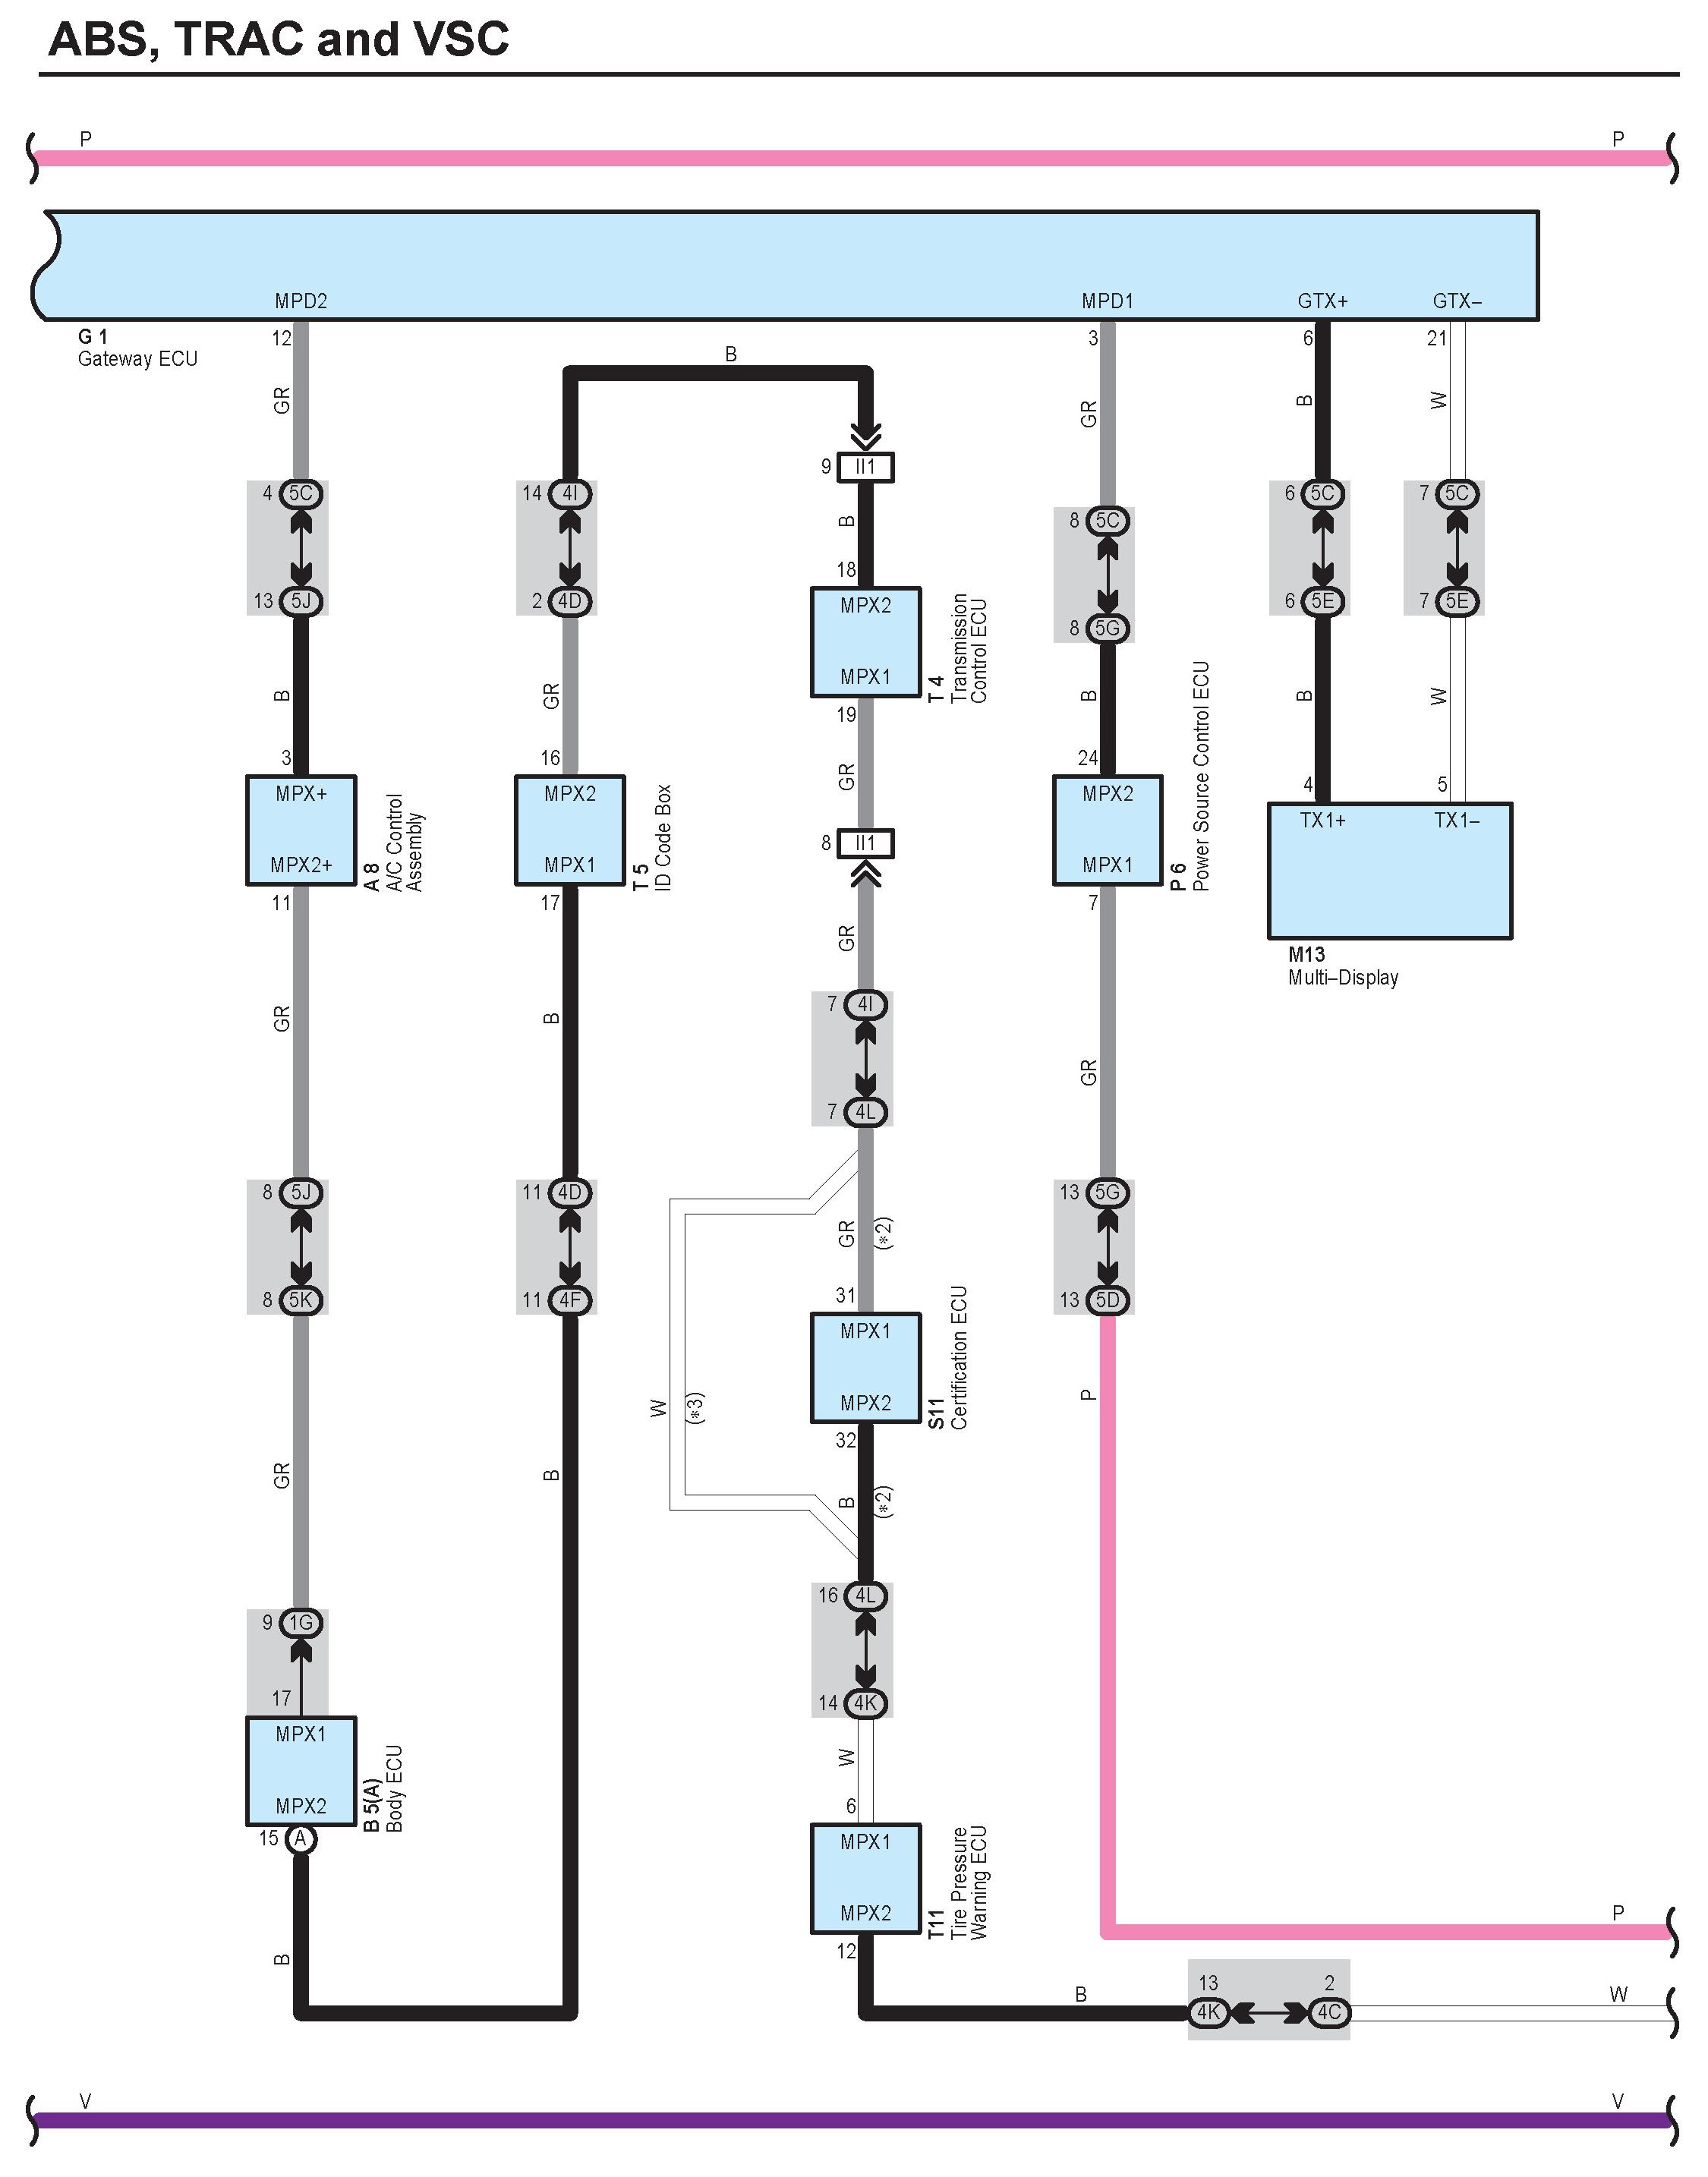 ABS, TRAC and VSC
P
P
MPD2
MPD1
GTX+
GTX–
G 1
Gateway ECU
12
3
6
21
B
GR
GR
B
W
9
II1
4
5C
14
4I
6
5C
7
5C
8
5C
B
18
13
5J
2
4D
6
5E
7
5E
8
5G
MPX2
MPX1
T 4
Transmission
Control ECU
B
GR
19
B
B
W
3
16
GR
24
4
5
MPX+
MPX2+
A 8
A/C Control
Assembly
MPX2
MPX1
T 5
ID Code Box
8
II1
MPX2
MPX1
P 6
Power Source Control ECU
TX1+
TX1–
11
17
7
GR
M13
Multi–Display
GR
B
7
4I
GR
7
4L
8
5J
11
4D
13
5G
GR
(*2)
8
5K
11
4F
31
13
5D
MPX1
MPX2
S11
Certification ECU
W
(*3)
P
32
GR
B
B
(*2)
9
1G
16
4L
17
14
4K
MPX1
MPX2
B 5(A)
Body ECU
W
6
15
A
MPX1
MPX2
T11
Tire Pressure
Warning ECU
P
B
12
B
13
4K
2
4C
W
V
V